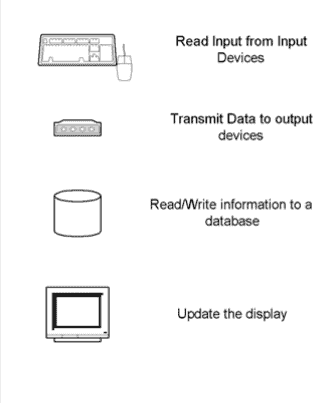 Read Input from Input
Devices
Transmit Data to output
devices
Read/Write information to a
database
Update the display